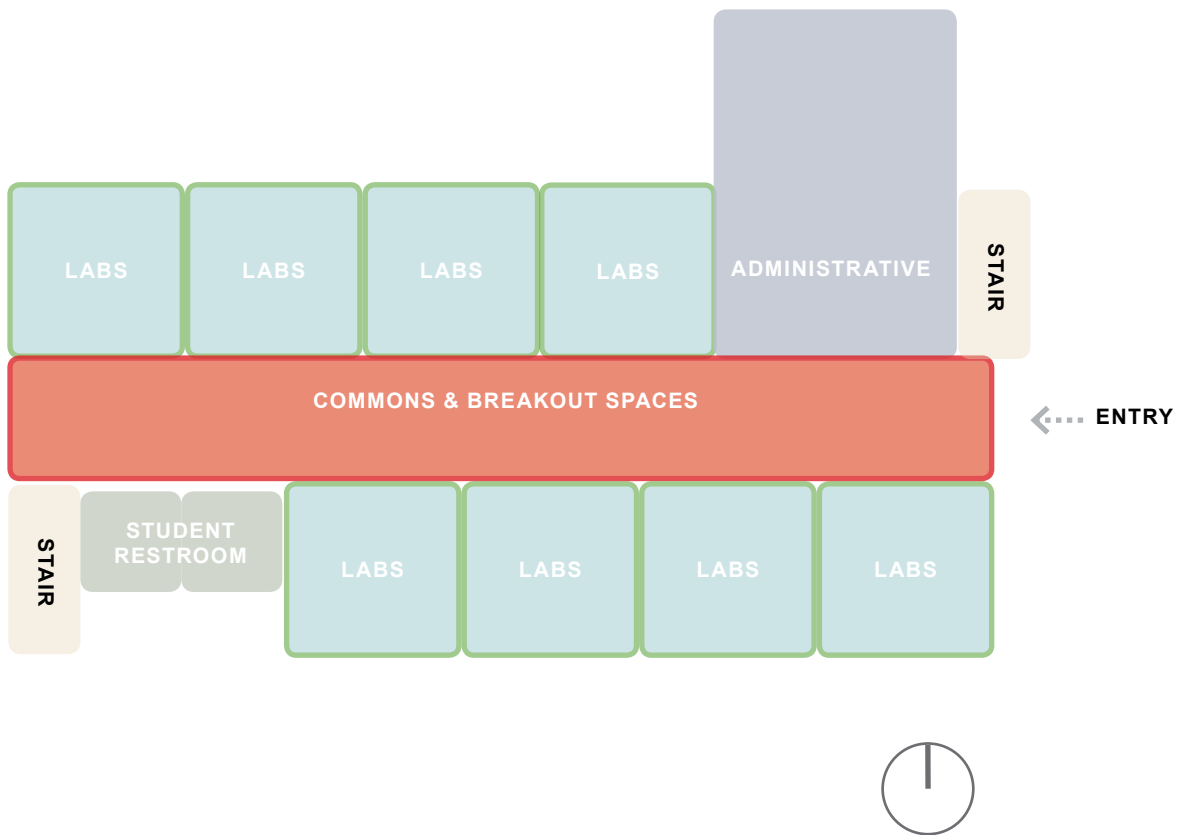 LABS
LABS
LABS
LABS
ADMINISTRATIVE
STAIR
COMMONS & BREAKOUT SPACES
ENTRY
STAIR
STUDENT
RESTROOM
LABS
LABS
LABS
LABS